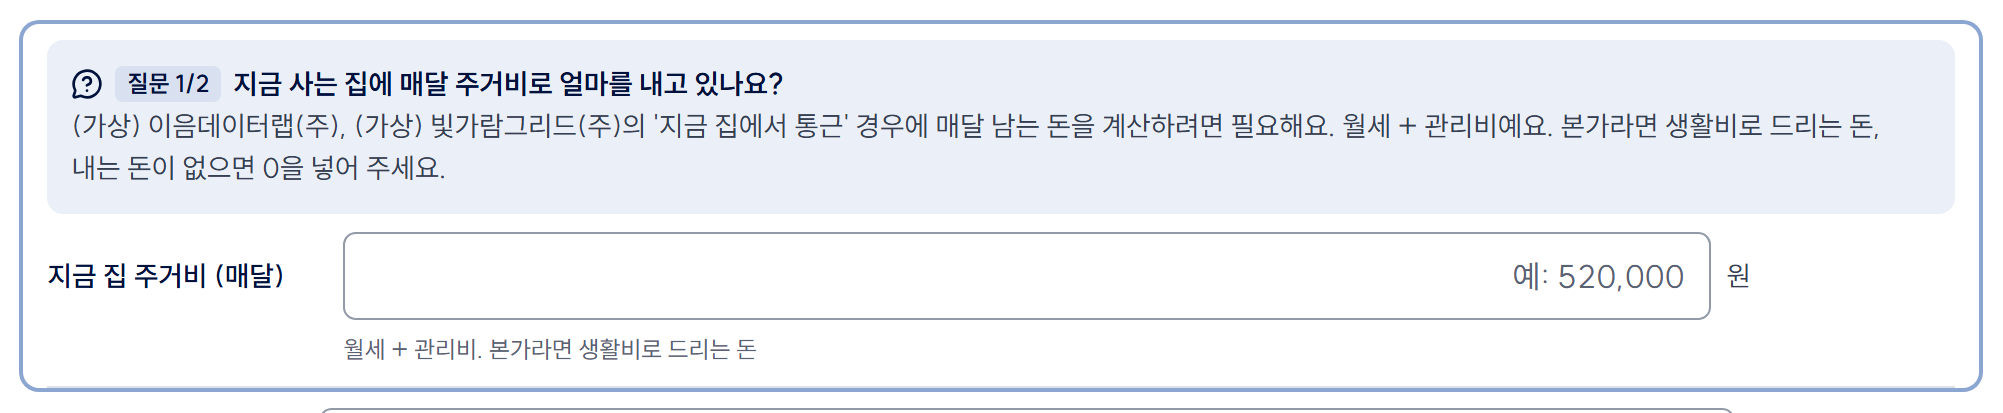 질문 1/2 지금 사는 집에 매달 주거비로 얼마를 내고 있나요?
(가상) 이음데이터랩(주), (가상) 빛가람그리드(주)의 '지금 집에서 통근' 경우에 매달 남는 돈을 계산하려면 필요해요. 월세 + 관리비예요. 본가라면 생활비로 드리는 돈,
내는 돈이 없으면 0을 넣어 주세요.
지금 집 주거비 (매달) 예: 520,000 원
월세 + 관리비. 본가라면 생활비로 드리는 돈